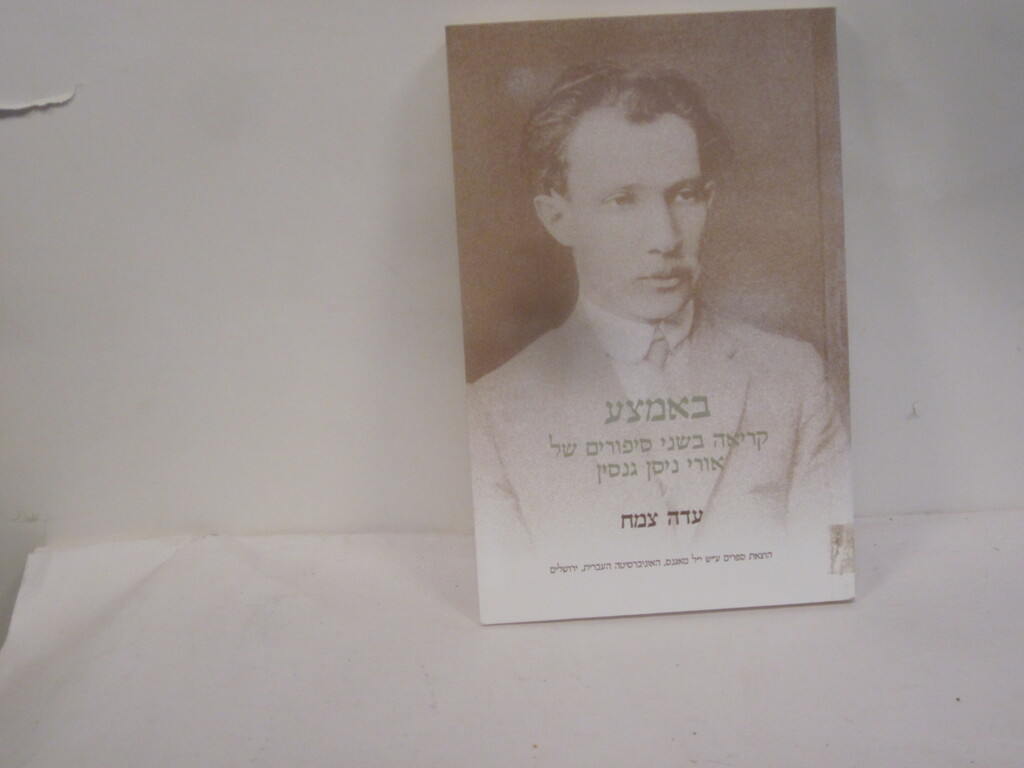 באמצע
קריאה בשני סיפורים של
אורי ניסן גנסין
עדה צמח
הוצאת ספרים ע״ש י״ל מאגנס, האוניברסיטה העברית, ירושלים